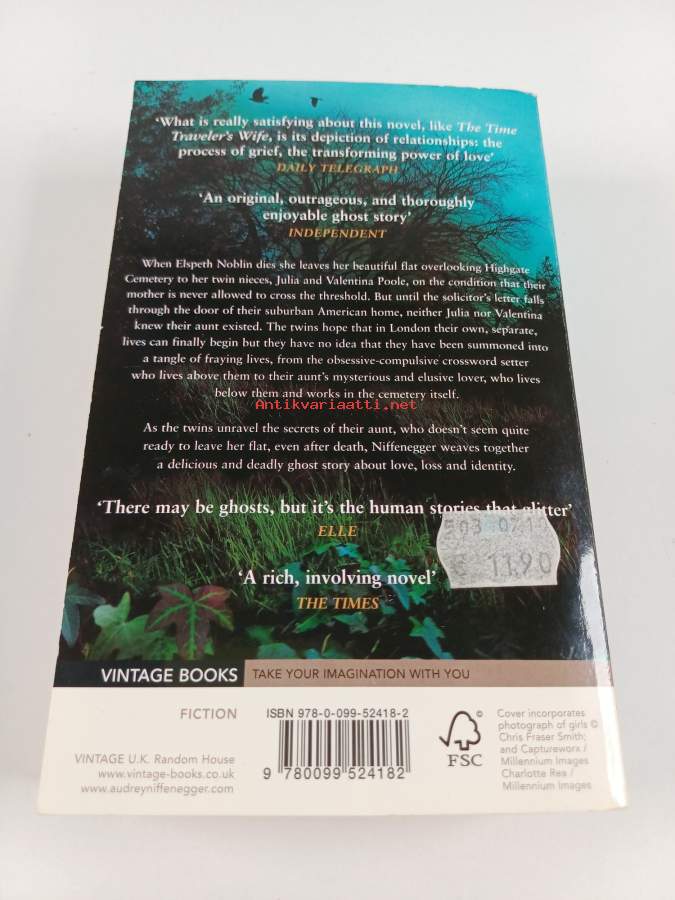 ‘What is really satisfying about this novel, like The Time
Traveler's Wife, is its depiction of relationships: the
process of grief, the transforming power of love’
DAILY TELEGRAPH
‘An original, outrageous, and thoroughly
enjoyable ghost story’
INDEPENDENT
When Elspeth Noblin dies she leaves her beautiful flat overlooking Highgate
Cemetery to her twin nieces, Julia and Valentina Poole, on the condition that their
mother is never allowed to cross the threshold. But until the solicitor's letter falls
through the door of their suburban American home, neither Julia nor Valentina
knew their aunt existed. The twins hope that in London their own, separate,
lives can finally begin but they have no idea that they have been summoned into
a tangle of fraying lives, from the obsessive-compulsive crossword setter
who lives above them to their aunt's mysterious and elusive lover, who lives
below them and works in the cemetery itself.
Antikvariaatti.net
As the twins unravel the secrets of their aunt, who doesn't seem quite
ready to leave her flat, even after death, Niffenegger weaves together
a delicious and deadly ghost story about love, loss and identity.
‘There may be ghosts, but it's the human stories that glitter’
ELLE
€ 11.90
‘A rich, involving novel’
THE TIMES
VINTAGE BOOKS TAKE YOUR IMAGINATION WITH YOU
FICTION
ISBN 978-0-099-52418-2
9 780099 524182
VINTAGE U.K. Random House
www.vintage-books.co.uk
www.audreyniffenegger.com
©
FSC
Cover incorporates
photograph of girls ©
Chris Fraser Smith;
and Captureworx /
Millennium Images
Charlotte Rea /
Millennium Images